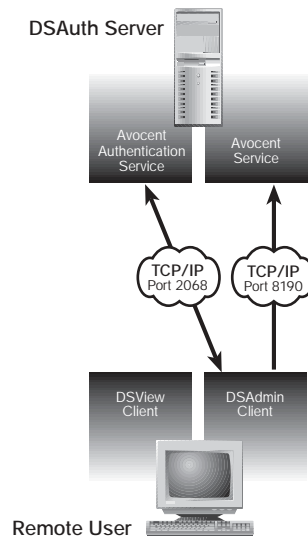 DSAuth Server
Avocent
Authentication
Service
Avocent
Service
TCP/IP
Port 2068
TCP/IP
Port 8190
DSView
Client
DSAdmin
Client
Remote User